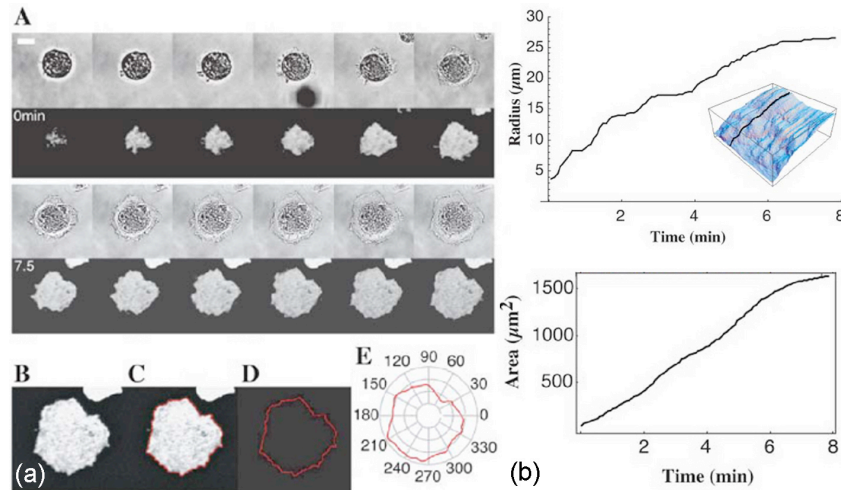 A
0min
7.5
B
C
D
E
90
120
60
150
30
180
0
210
330
240
300
270
(a)
(b)
Radius (µm)
35
30
25
20
15
10
5
2
4
6
8
Time (min)
Area (µm²)
1500
1000
500
0
2
4
6
8
Time (min)